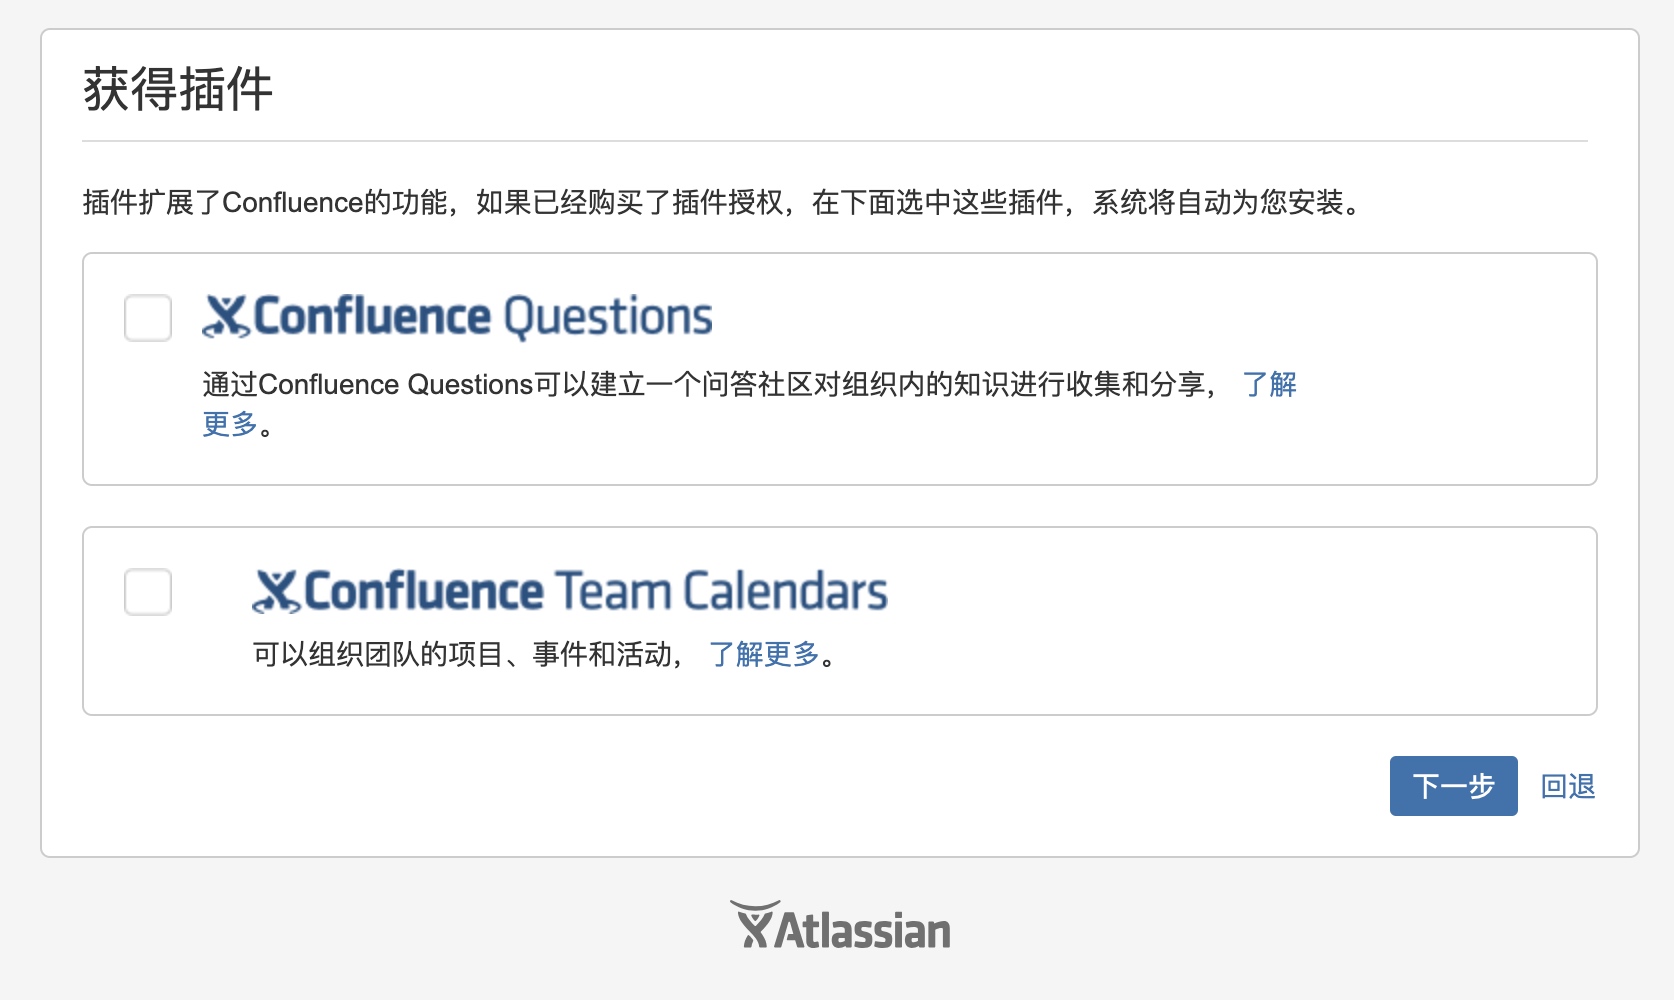 获得插件
插件扩展了Confluence的功能，如果已经购买了插件授权，在下面选中这些插件，系统将自动为您安装。
Confluence Questions
通过Confluence Questions可以建立一个问答社区对组织内的知识进行收集和分享， 了解
更多。
Confluence Team Calendars
可以组织团队的项目、事件和活动， 了解更多。
下一步 回退
Atlassian